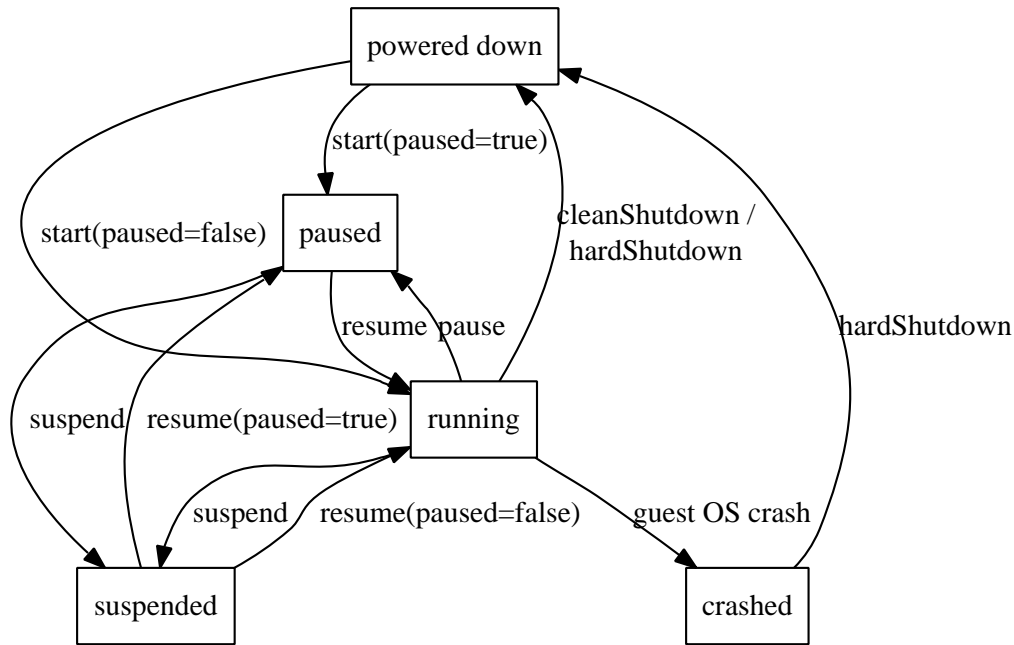 powered down
start(paused=true)
cleanShutdown /
hardShutdown
start(paused=false)
paused
resume
pause
hardShutdown
suspend
resume(paused=true)
running
suspend
resume(paused=false)
guest OS crash
suspended
crashed